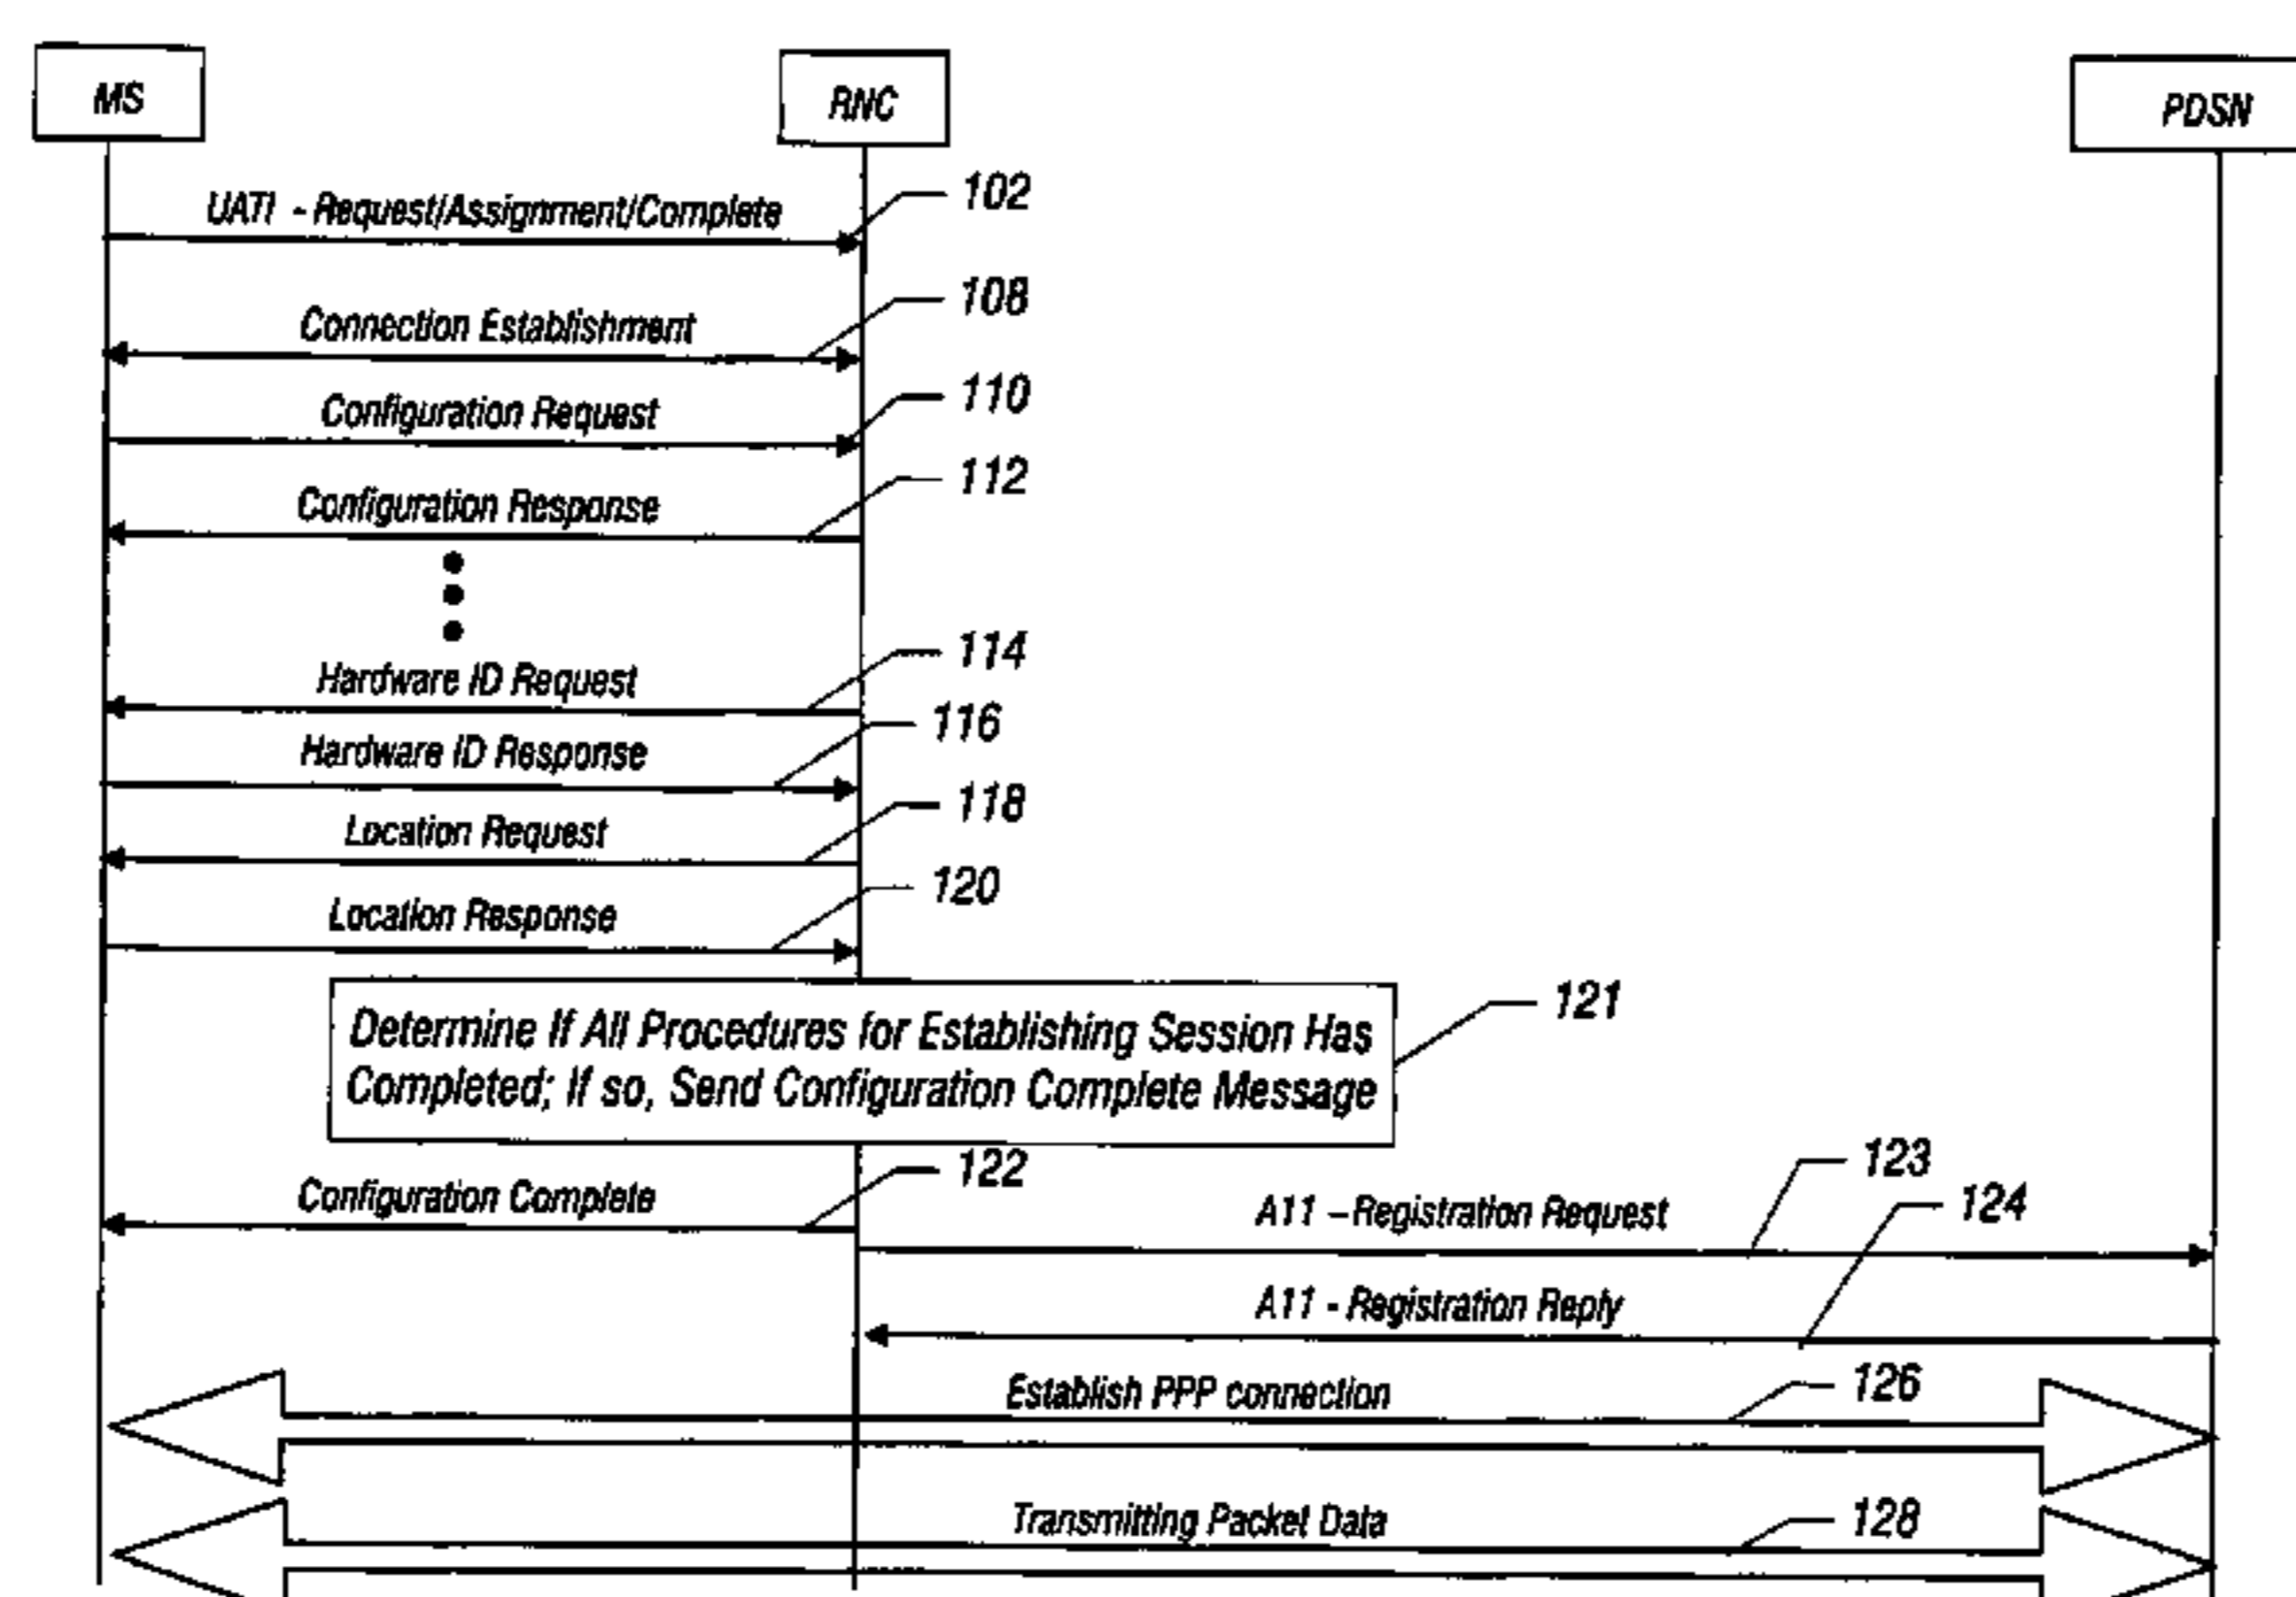 MS
RNC
PDSN
UATI - Request/Assignment/Complete
102
Connection Establishment
108
Configuration Request
110
Configuration Response
112
Hardware ID Request
114
Hardware ID Response
116
Location Request
118
Location Response
120
Determine If All Procedures for Establishing Session Has
Completed; If so, Send Configuration Complete Message
121
Configuration Complete
122
A11 – Registration Request
123
A11 - Registration Reply
124
Establish PPP connection
126
Transmitting Packet Data
128